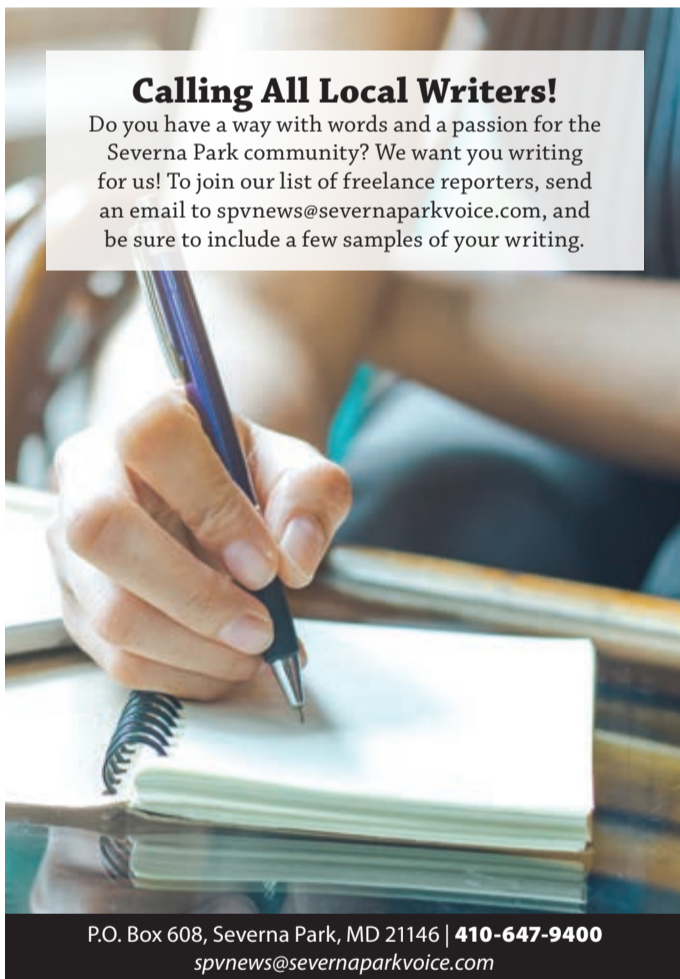 Calling All Local Writers!
Do you have a way with words and a passion for the
Severna Park community? We want you writing
for us! To join our list of freelance reporters, send
an email to spvnews@severnaparkvoice.com, and
be sure to include a few samples of your writing.
P.O. Box 608, Severna Park, MD 21146 | 410-647-9400
spvnews@severnaparkvoice.com